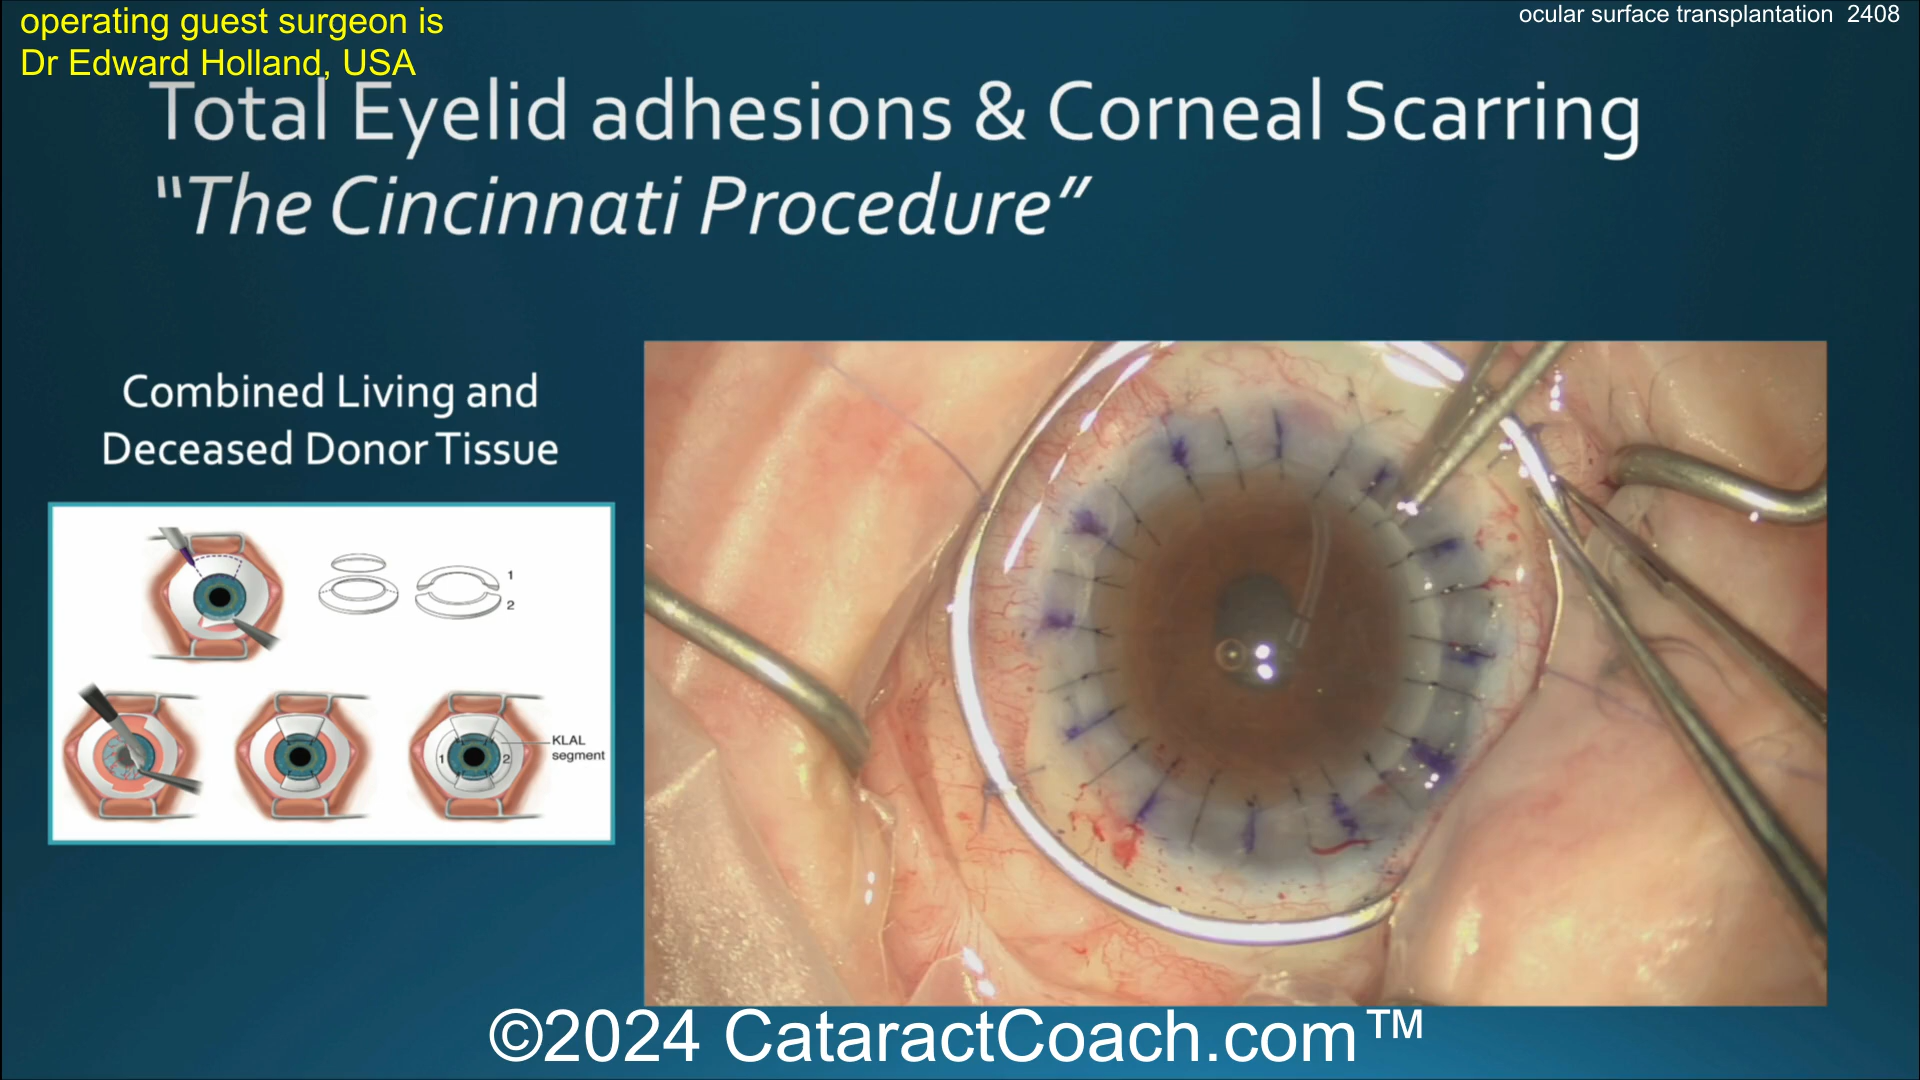 operating guest surgeon is
Dr Edward Holland, USA
ocular surface transplantation 2408
Total Eyelid adhesions & Corneal Scarring
“The Cincinnati Procedure”
Combined Living and
Deceased Donor Tissue
1
2
1
2
KLAL
segment
©2024 CataractCoach.com™